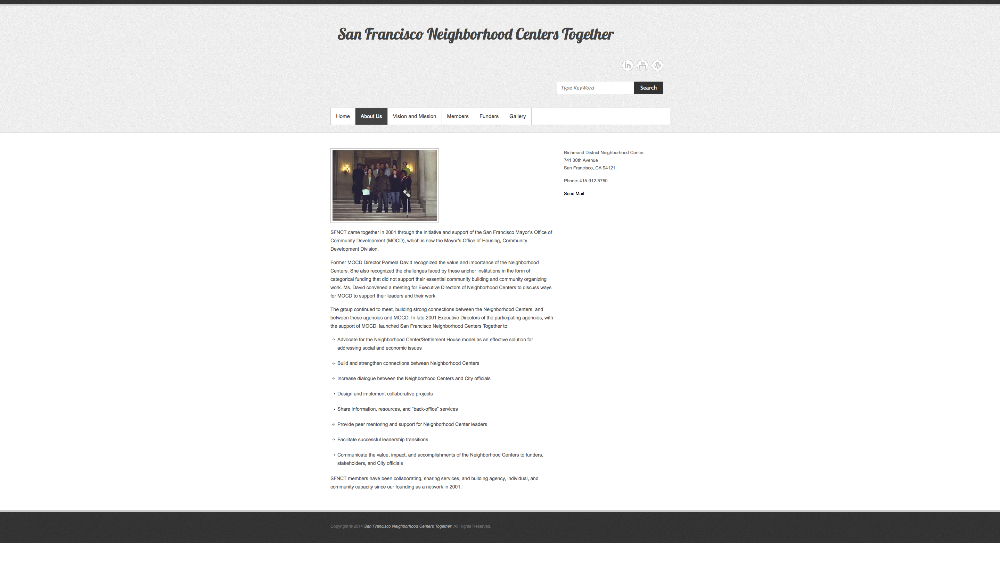 San Francisco Neighborhood Centers Together
in
You Tube
W
Type KeyWord
Search
Home
About Us
Vision and Mission
Members
Funders
Gallery
SFNCT came together in 2001 through the initiative and support of the San Francisco Mayor's Office of
Community Development (MOCD), which is now the Mayor's Office of Housing, Community
Development Division.
Former MOCD Director Pamela David recognized the value and importance of the Neighborhood
Centers. She also recognized the challenges faced by these anchor institutions in the form of
categorical funding that did not support their essential community building and community organizing
work. Ms. David convened a meeting for Executive Directors of Neighborhood Centers to discuss ways
for MOCD to support their leaders and their work.
The group continued to meet, building strong connections between the Neighborhood Centers, and
between these agencies and MOCD. In late 2001 Executive Directors of the participating agencies, with
the support of MOCD, launched San Francisco Neighborhood Centers Together to:
Advocate for the Neighborhood Center/Settlement House model as an effective solution for
addressing social and economic issues
Build and strengthen connections between Neighborhood Centers
Increase dialogue between the Neighborhood Centers and City officials
Design and implement collaborative projects
Share information, resources, and “back-office” services
Provide peer mentoring and support for Neighborhood Center leaders
Facilitate successful leadership transitions
Communicate the value, impact, and accomplishments of the Neighborhood Centers to funders,
stakeholders, and City officials
SFNCT members have been collaborating, sharing services, and building agency, individual, and
community capacity since our founding as a network in 2001.
Richmond District Neighborhood Center
741 30th Avenue
San Francisco, CA 94121
Phone: 415-912-5750
Send Mail
Copyright © 2014 San Francisco Neighborhood Centers Together. All Rights Reserved.